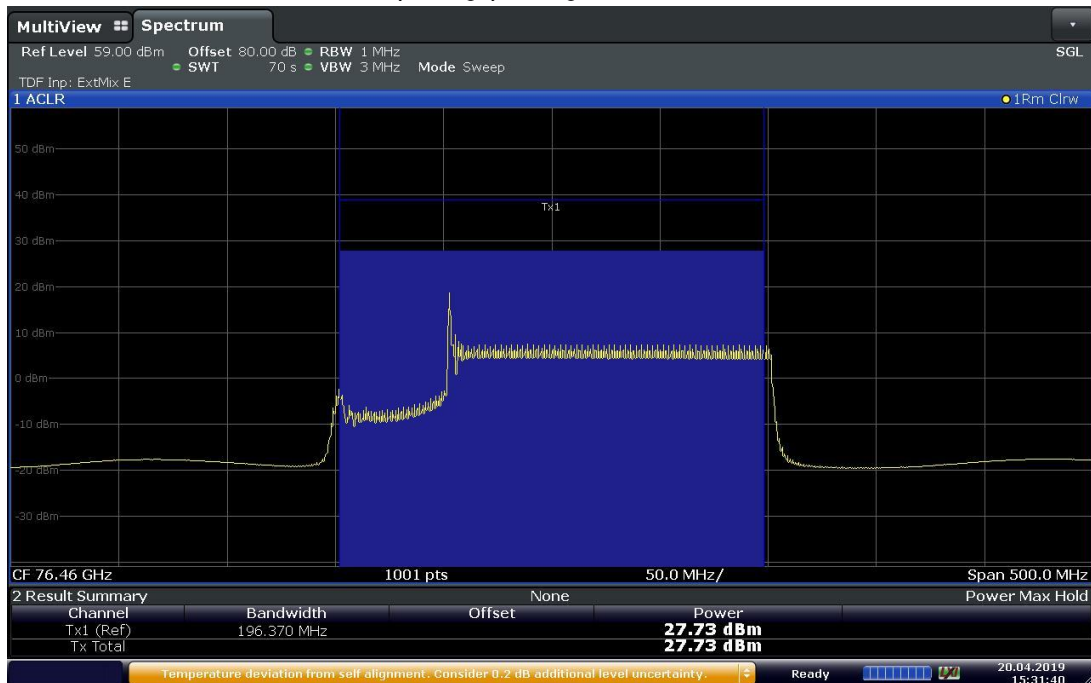 MultiView Spectrum
Ref Level 59.00 dBm Offset 80.00 dB RBW 1 MHz SGL
SWT 70 s VBW 3 MHz Mode Sweep
TDF Inp: ExtMix E
1 ACLR 1Rm Clrw
50 dBm
40 dBm
Tx1
30 dBm
20 dBm
10 dBm
0 dBm
-10 dBm
-20 dBm
-30 dBm
CF 76.46 GHz 1001 pts 50.0 MHz/ Span 500.0 MHz
2 Result Summary None Power Max Hold
Channel Bandwidth Offset Power
Tx1 (Ref) 196.370 MHz 27.73 dBm
Tx Total 27.73 dBm
Temperature deviation from self alignment. Consider 0.2 dB additional level uncertainty. Ready 20.04.2019
15:31:40